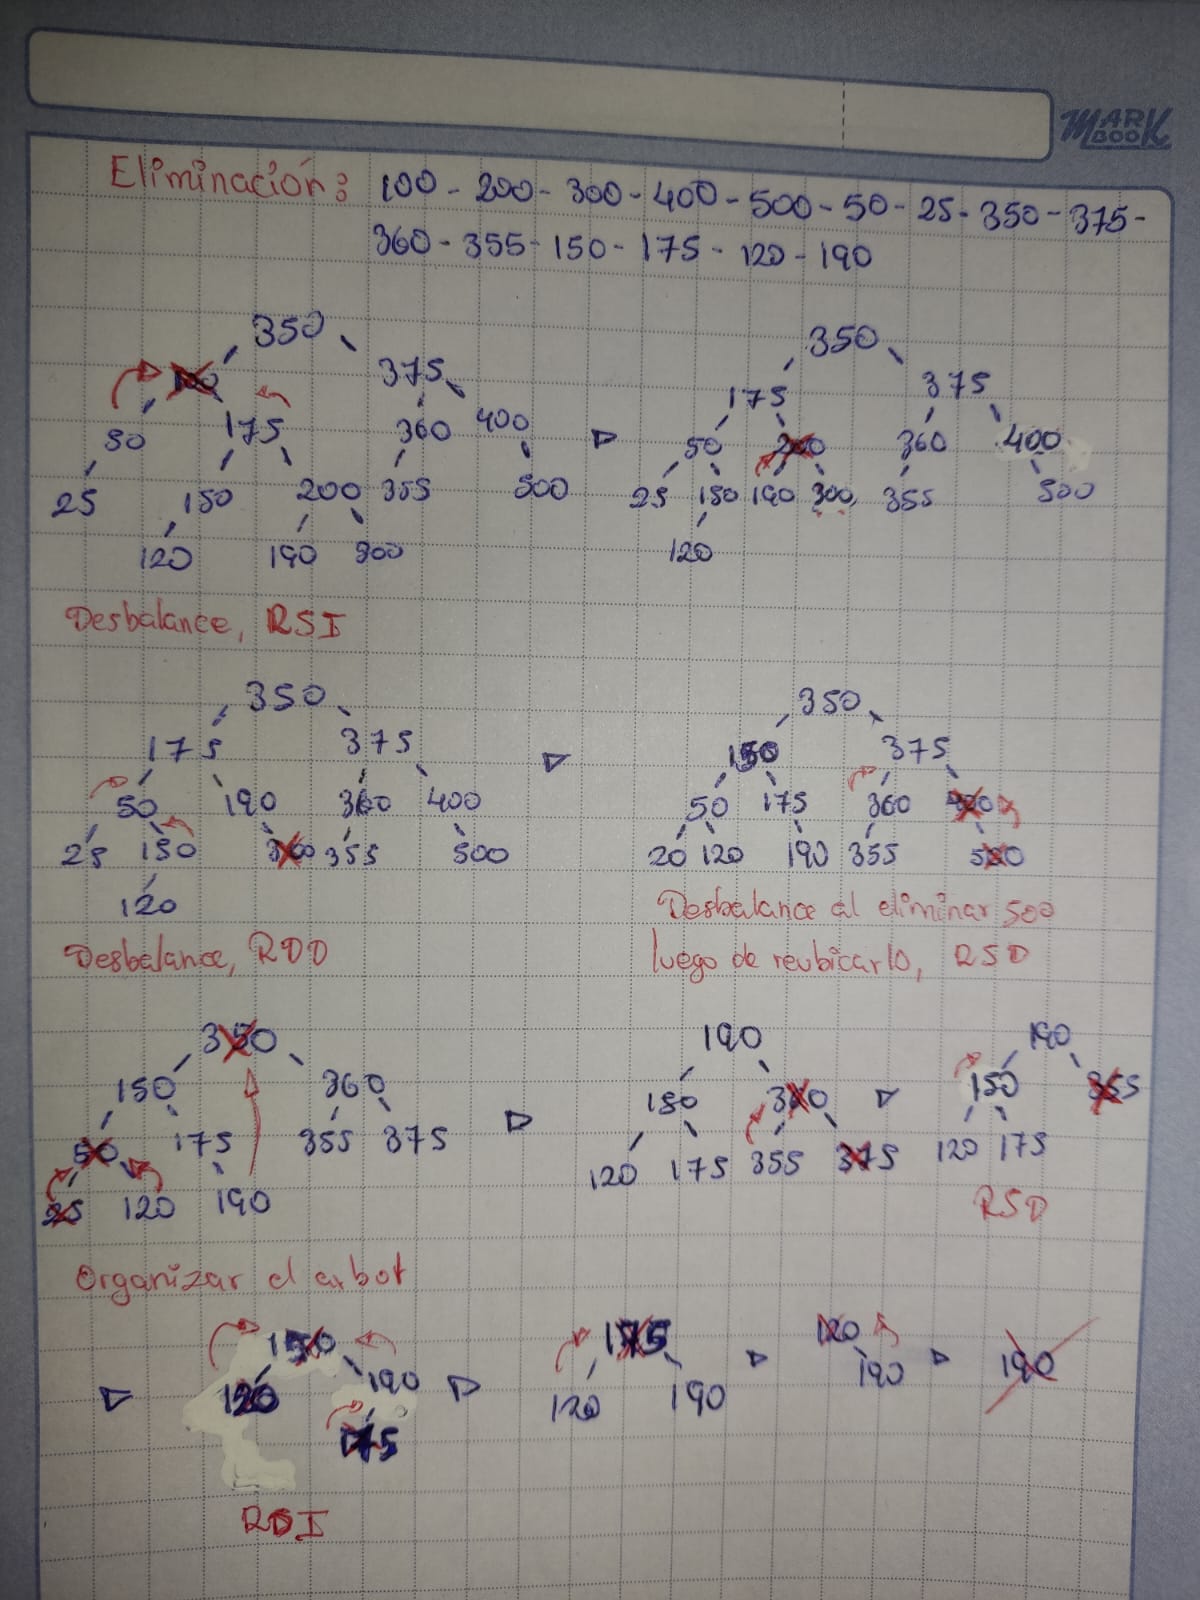 MARK BOOK
Eliminación: 100 - 200 - 300 - 400 - 500 - 50 - 25 - 350 - 375 -
360 - 355 - 150 - 175 - 120 - 190
350 350
100 375 175 375
50 175 360 400 50 200 360 400
25 150 200 355 500 25 150 190 300 355 500
120 190 300 120
Desbalance, RSI
350 350
175 375 150 375
50 190 360 400 50 175 360 400
25 150 300 355 500 20 120 190 355 500
120
Desbalance al eliminar 500
Desbalance, RDD luego de reubicarlo, RSD
350 190 190
150 360 150 360 150 355
50 175 355 375 120 175 355 375 120 175
25 120 190 RSD
Organizar el arbot
150 175 120 190
120 190 120 190 190
175
RDI